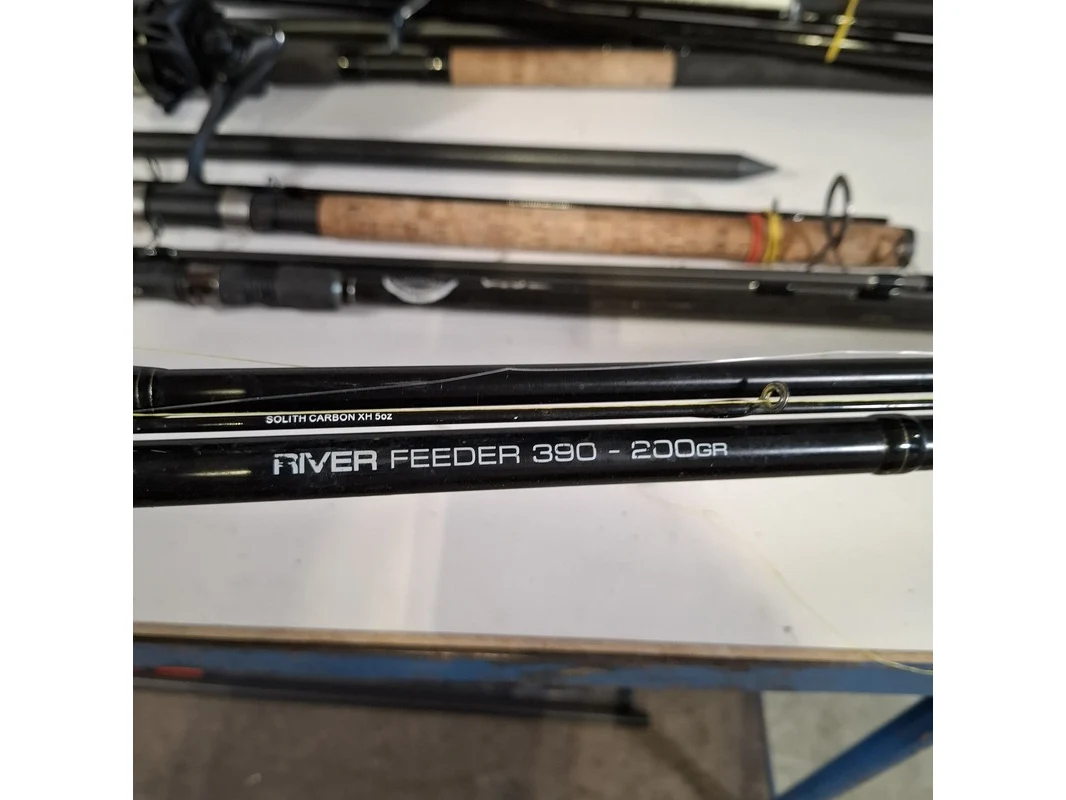 SOLITH CARBON XH 5oz
RIVER FEEDER 390 - 200GR